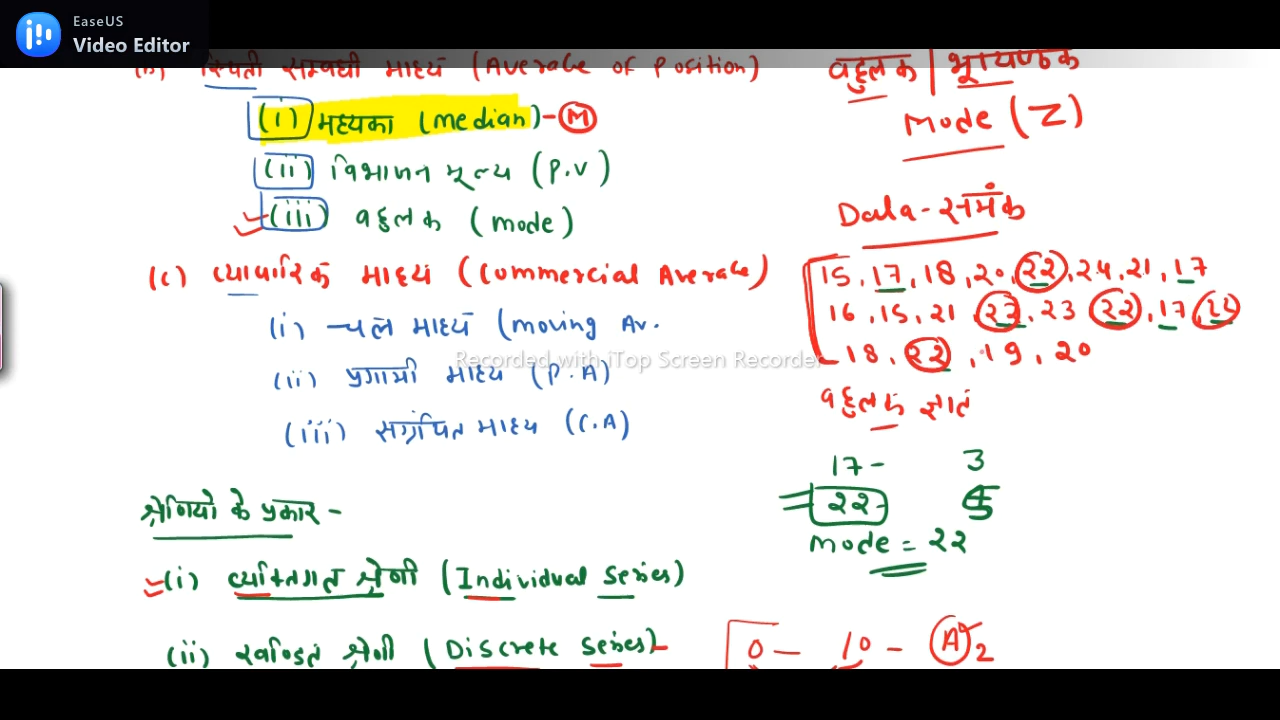 EaseUS
Video Editor
(b) स्थिती सम्बधी माध्य (Average of Position)
(i) मध्यका (median) - M
(ii) विभाजन मूल्य (P.V)
(iii) बहुलक (mode)
(c) व्यापारिक माध्य (Commercial Average)
(i) चल माध्य (moving Av.
Recorded with iTop Screen Recorder
(ii) प्रगामी माध्य (P.A)
(iii) संग्रंथित माध्य (C.A)
श्रेणियो के प्रकार -
(i) व्यक्तिगत श्रेणी (Individual Series)
(ii) खण्डित श्रेणी (Discrete Series) -
बहुलक | भूयिष्ठक
Mode (Z)
Data - समंक
15, 17, 18, 20, 22, 24, 21, 17
16, 15, 21, 22, 23, 22, 17, 22
18, 22, 19, 20
बहुलक ज्ञात
17 - 3
22 - 5
mode = 22
0 - 10 - A 2